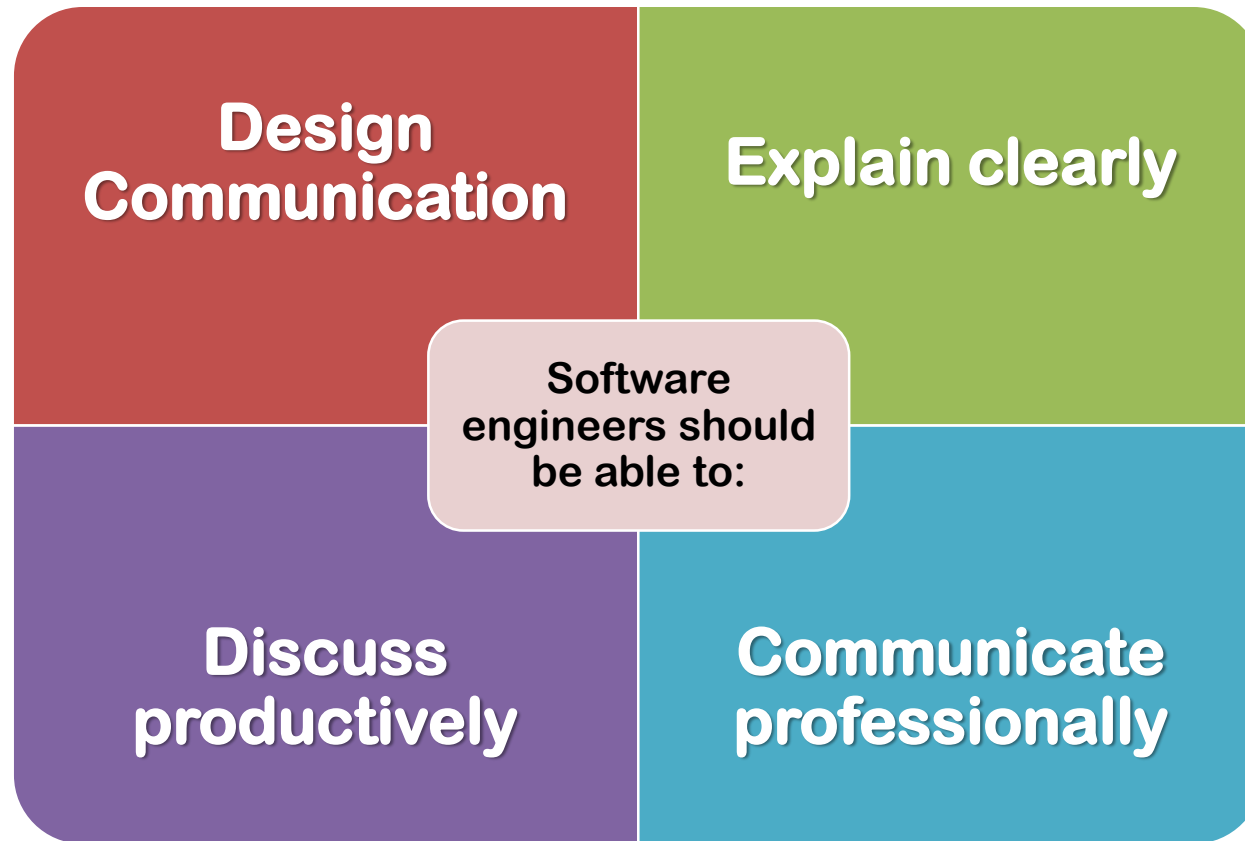 Design
Communication
Explain clearly
Software
engineers should
be able to:
Discuss
productively
Communicate
professionally